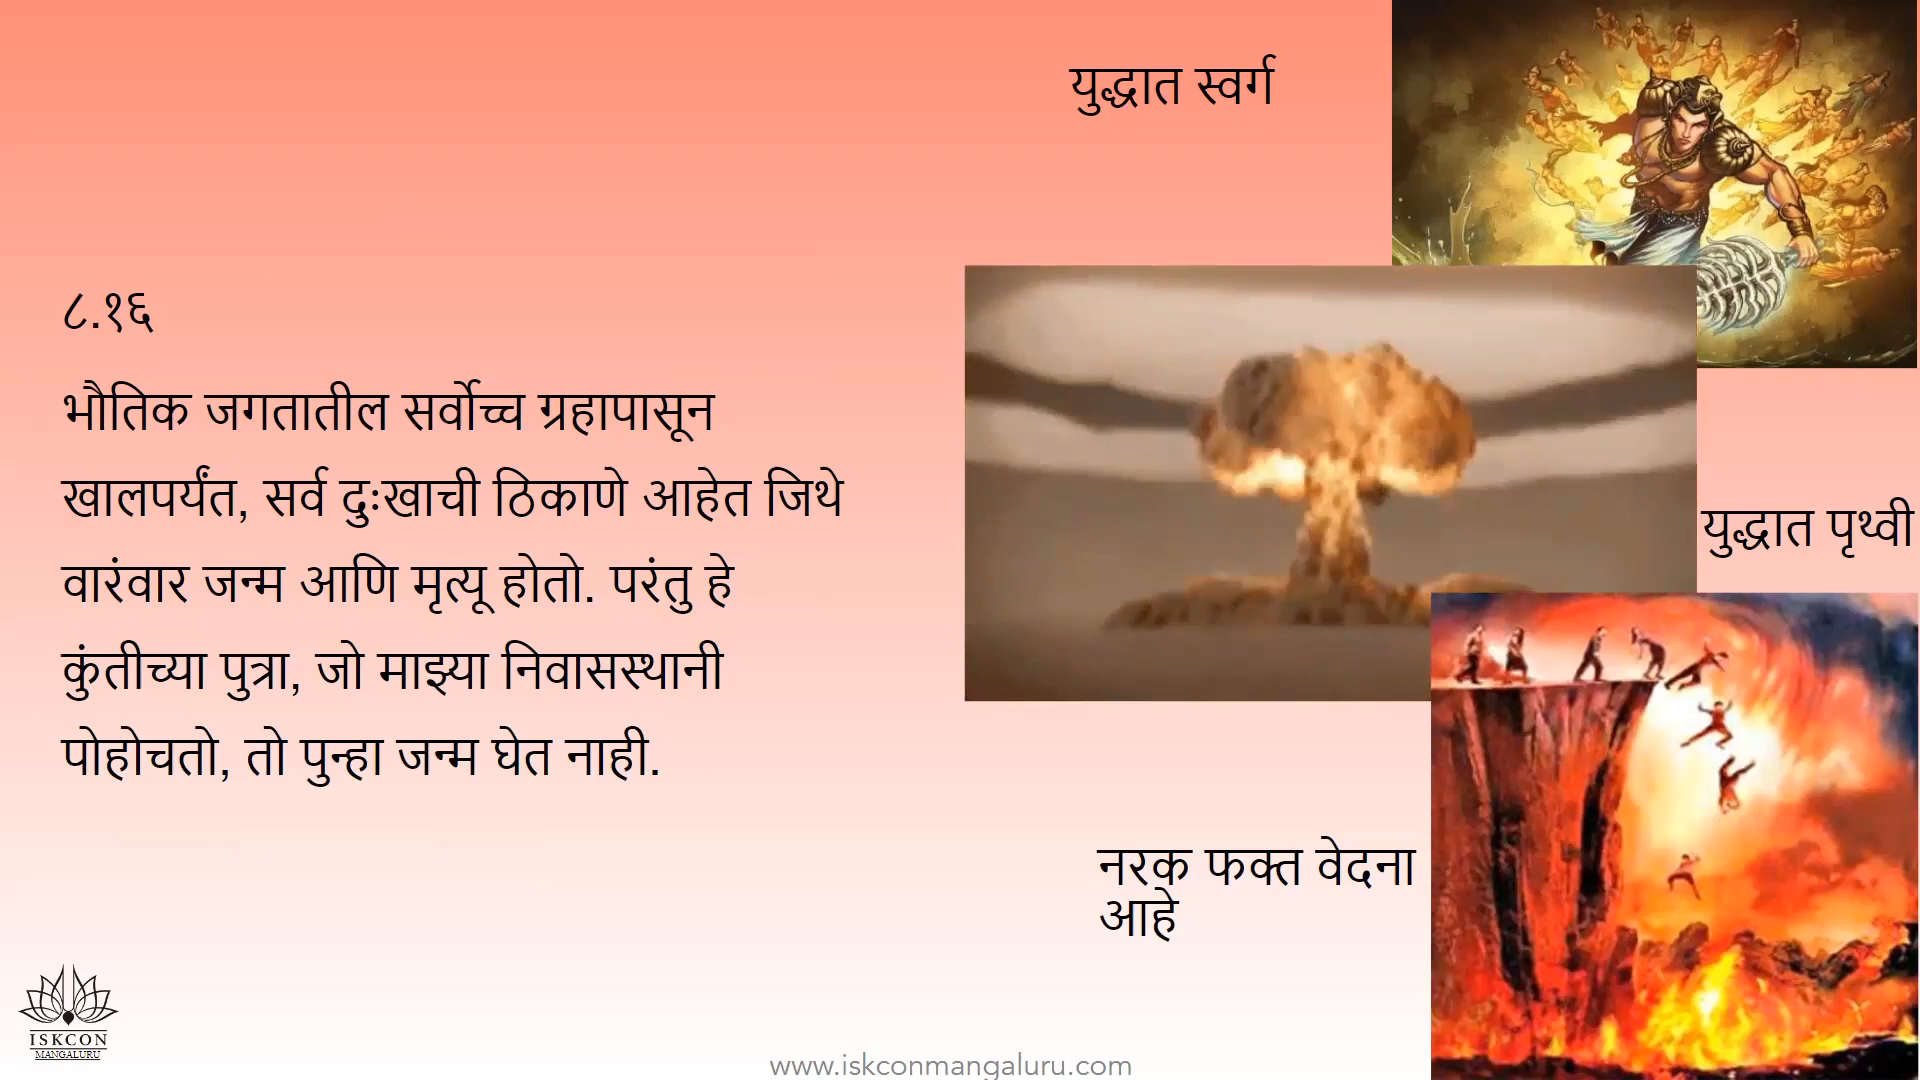 युद्धात स्वर्ग
८.१६
भौतिक जगतातील सर्वोच्च ग्रहापासून
खालपर्यंत, सर्व दुःखाची ठिकाणे आहेत जिथे
वारंवार जन्म आणि मृत्यू होतो. परंतु हे
कुंतीच्या पुत्रा, जो माझ्या निवासस्थानी
पोहोचतो, तो पुन्हा जन्म घेत नाही.
युद्धात पृथ्वी
नरक फक्त वेदना
आहे
ISKCON
MANGALURU
www.iskconmangaluru.com